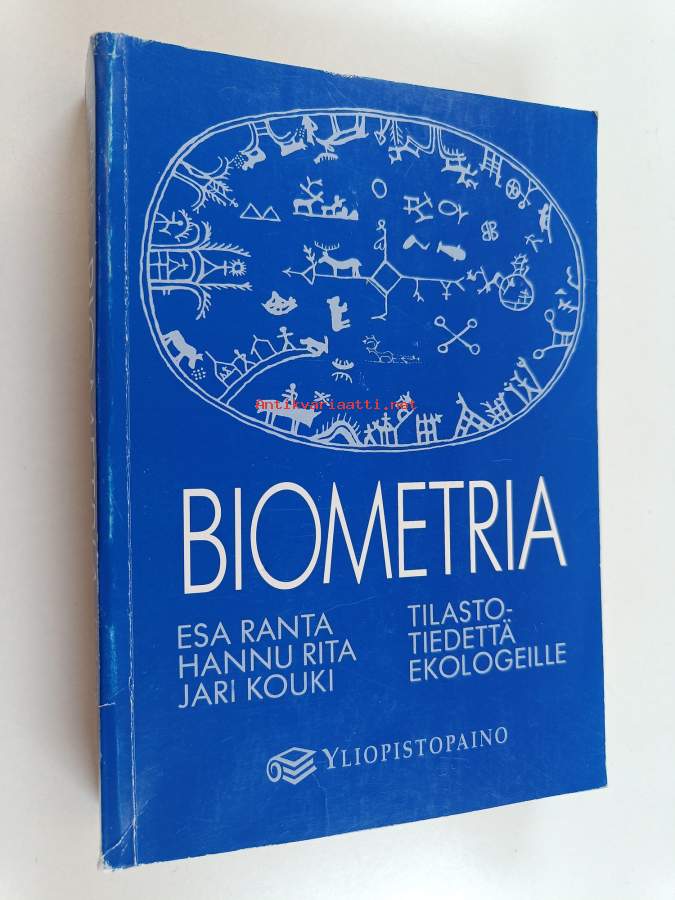 Antikvariaatti.net
BIOMETRIA
ESA RANTA
HANNU RITA
JARI KOUKI
TILASTO-
TIEDETTÄ
EKOLOGEILLE
YLIOPISTOPAINO